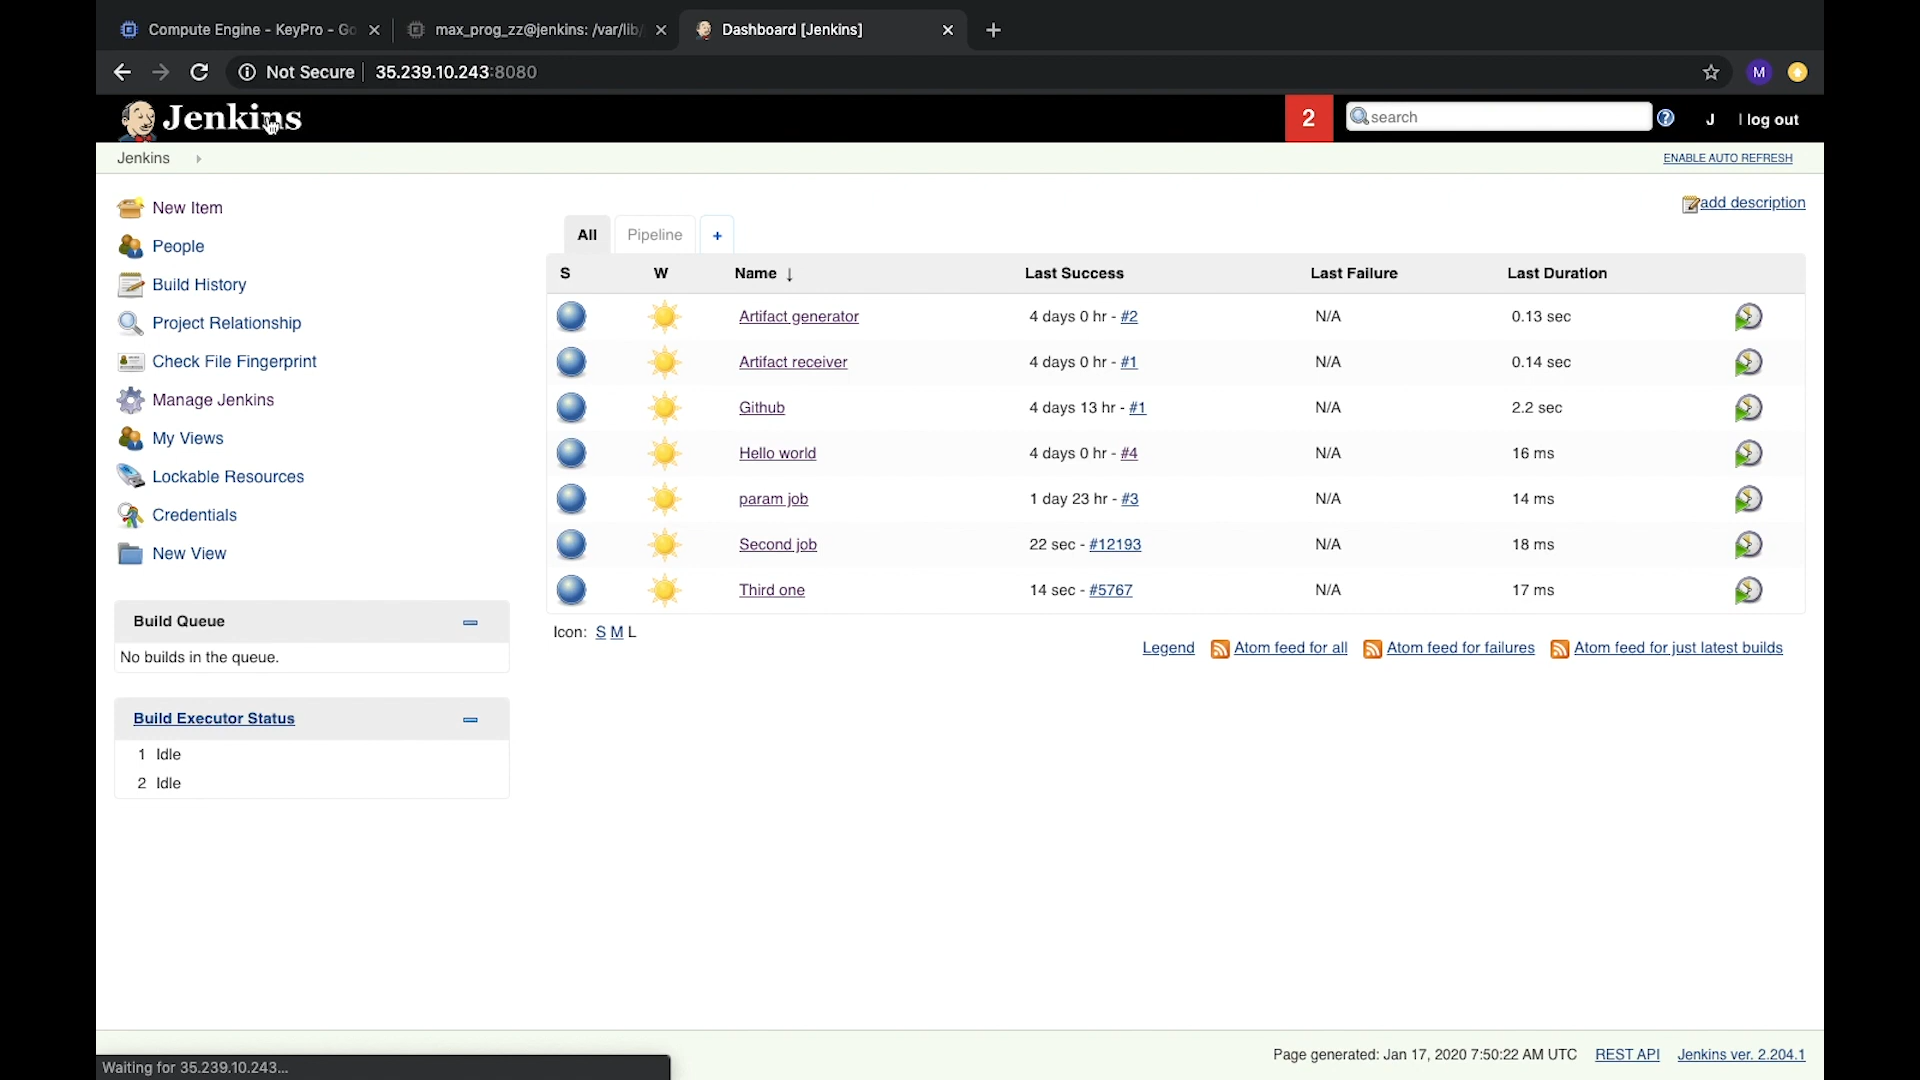 Compute Engine - KeyPro - Go
max_prog_zz@jenkins: /var/lib/
Dashboard [Jenkins]
Not Secure 35.239.10.243:8080
M
Jenkins
2
search
J
log out
Jenkins
ENABLE AUTO REFRESH
add description
New Item
People
Build History
Project Relationship
Check File Fingerprint
Manage Jenkins
My Views
Lockable Resources
Credentials
New View
Build Queue
No builds in the queue.
Build Executor Status
1 Idle
2 Idle
All Pipeline +
S W Name ↓ Last Success Last Failure Last Duration
Artifact generator 4 days 0 hr - #2 N/A 0.13 sec
Artifact receiver 4 days 0 hr - #1 N/A 0.14 sec
Github 4 days 13 hr - #1 N/A 2.2 sec
Hello world 4 days 0 hr - #4 N/A 16 ms
param job 1 day 23 hr - #3 N/A 14 ms
Second job 22 sec - #12193 N/A 18 ms
Third one 14 sec - #5767 N/A 17 ms
Icon: S M L
Legend Atom feed for all Atom feed for failures Atom feed for just latest builds
Page generated: Jan 17, 2020 7:50:22 AM UTC REST API Jenkins ver. 2.204.1
Waiting for 35.239.10.243...